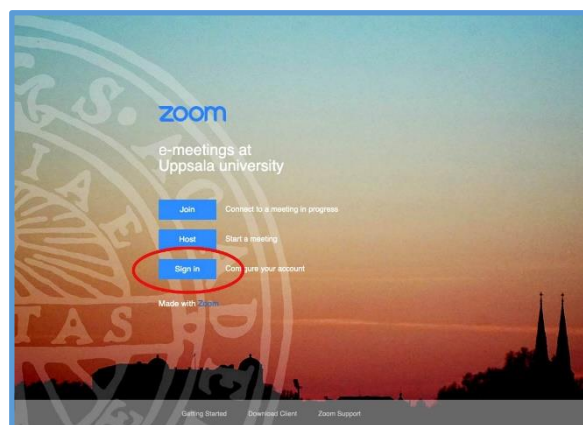 zoom
e-meetings at
Uppsala university
Join Connect to a meeting in progress
Host Start a meeting
Sign in Configure your account
Made with Zoom
Getting Started Download Client Zoom Support